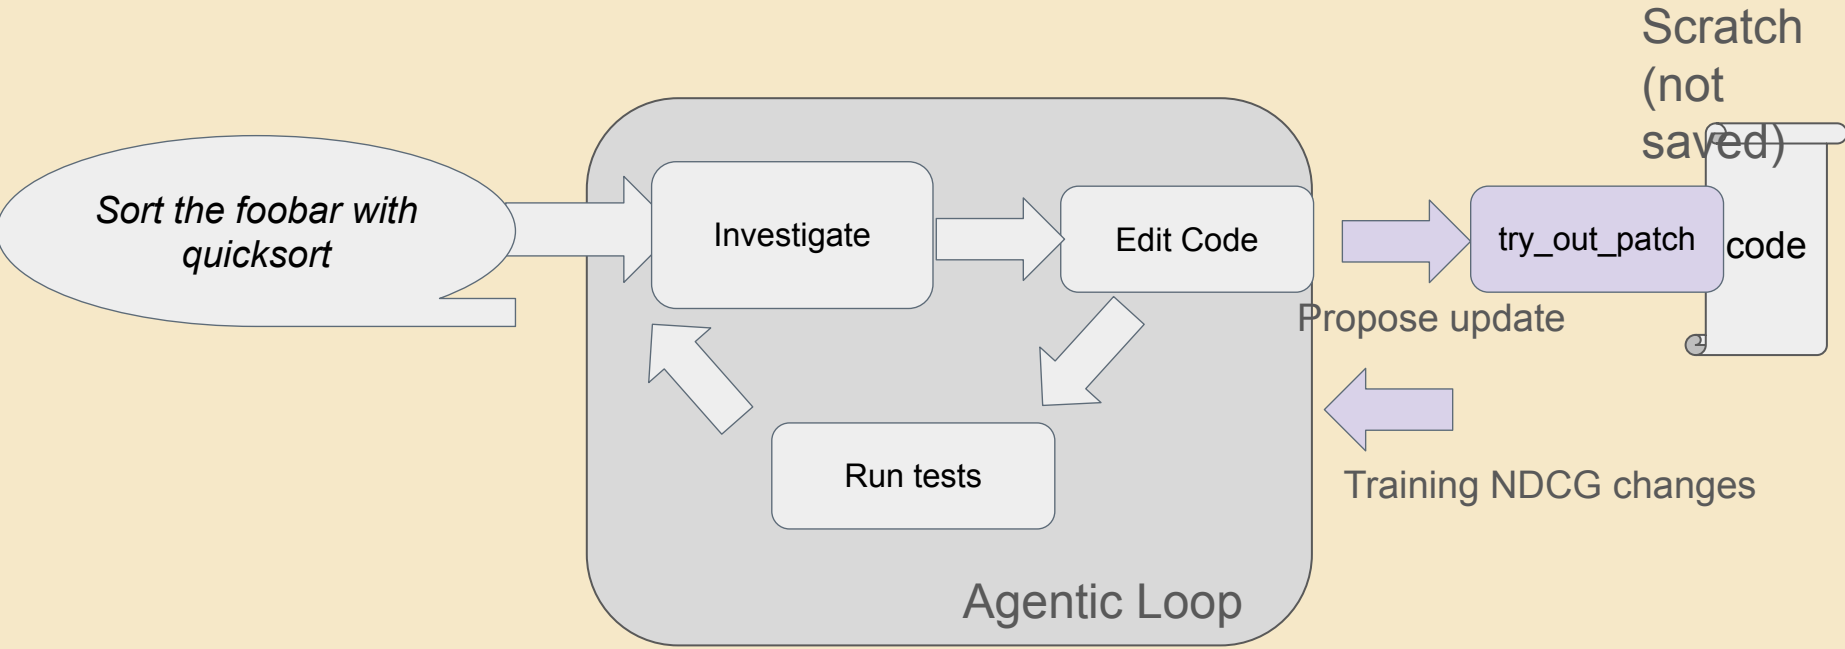 Scratch
(not
saved)
Sort the foobar with
quicksort
Investigate
Edit Code
try_out_patch
code
Propose update
Run tests
Training NDCG changes
Agentic Loop